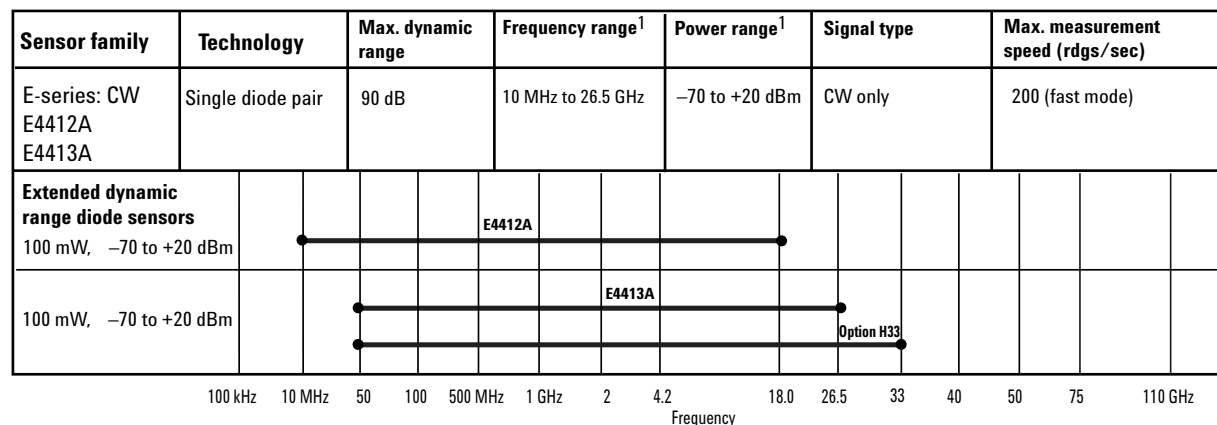 Sensor family
Technology
Max. dynamic
range
Frequency range1
Power range1
Signal type
Max. measurement
speed (rdgs/sec)
E-series: CW
E4412A
E4413A
Single diode pair
90 dB
10 MHz to 26.5 GHz
–70 to +20 dBm
CW only
200 (fast mode)
Extended dynamic
range diode sensors
100 mW, –70 to +20 dBm
E4412A
100 mW, –70 to +20 dBm
E4413A
Option H33
100 kHz 10 MHz 50 100 500 MHz 1 GHz 2 4.2 18.0 26.5 33 40 50 75 110 GHz
Frequency